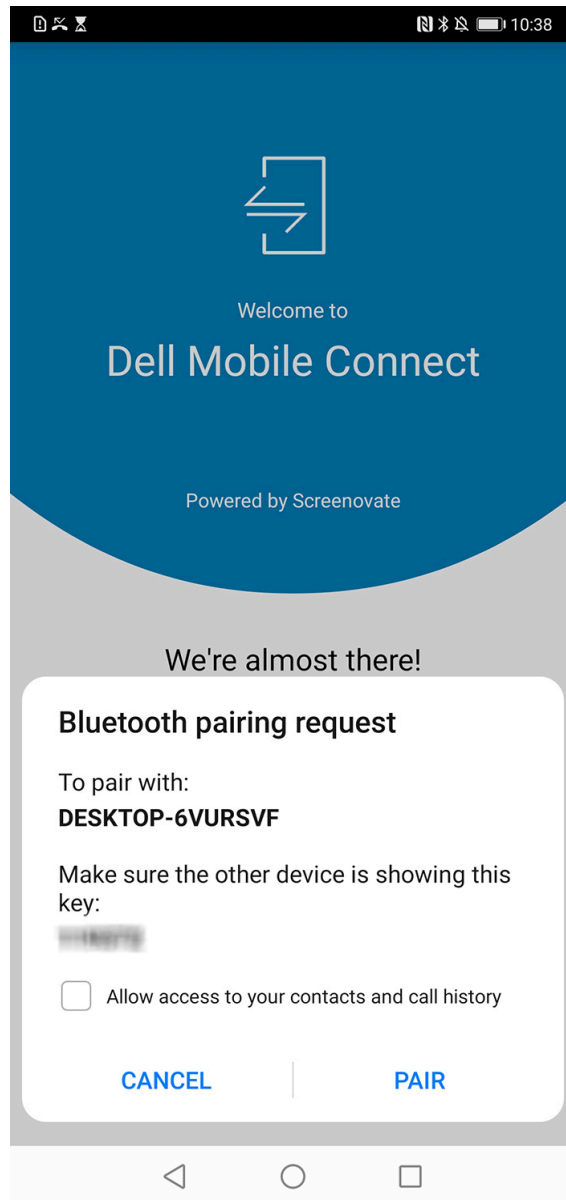 10:38
Welcome to
Dell Mobile Connect
Powered by Screenovate
We're almost there!
Bluetooth pairing request
To pair with:
DESKTOP-6VURSVF
Make sure the other device is showing this
key:
Allow access to your contacts and call history
CANCEL PAIR